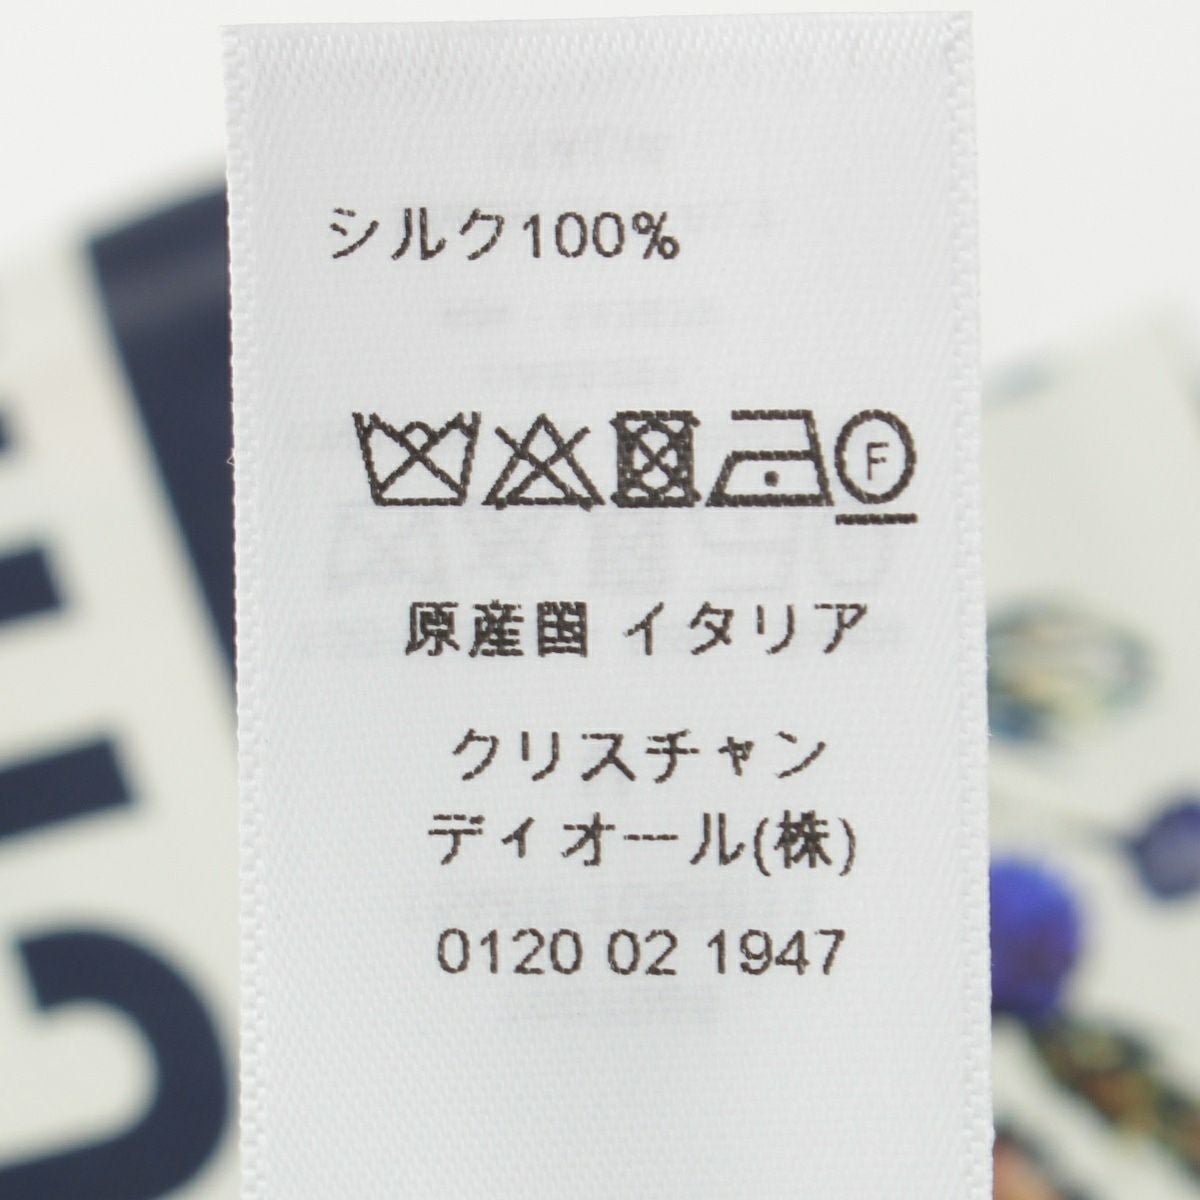 シルク100%
F
原産国 イタリア
クリスチャン
ディオール(株)
0120 02 1947